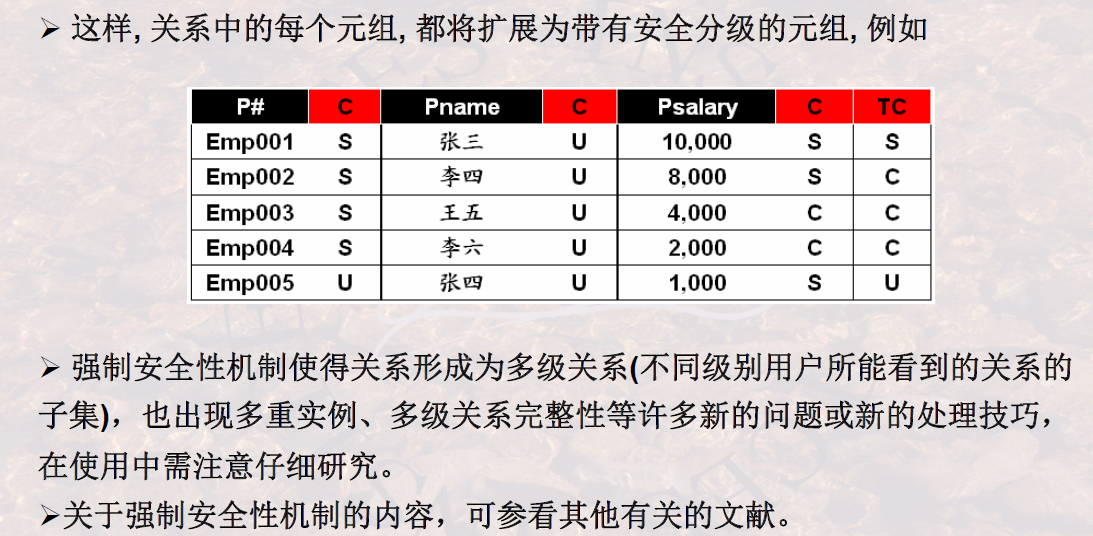 ➢ 这样, 关系中的每个元组, 都将扩展为带有安全分级的元组, 例如
P# C Pname C Psalary C TC
Emp001 S 张三 U 10,000 S S
Emp002 S 李四 U 8,000 S C
Emp003 S 王五 U 4,000 C C
Emp004 S 李六 U 2,000 C C
Emp005 U 张四 U 1,000 S U
➢ 强制安全性机制使得关系形成为多级关系(不同级别用户所能看到的关系的
子集)，也出现多重实例、多级关系完整性等许多新的问题或新的处理技巧，
在使用中需注意仔细研究。
➢关于强制安全性机制的内容，可参看其他有关的文献。